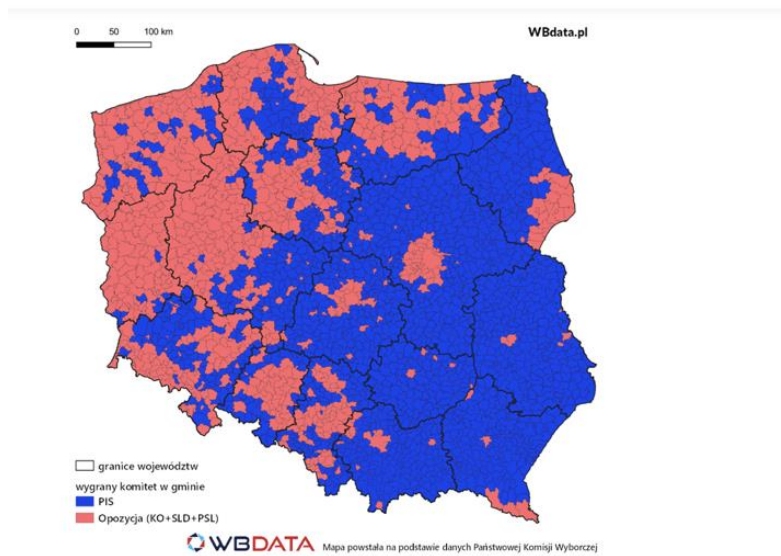 0 50 100 km
WBdata.pl
granice województw
wygrany komitet w gminie
PIS
Opozycja (KO+SLD+PSL)
WBDATA Mapa powstała na podstawie danych Państwowej Komisji Wyborczej